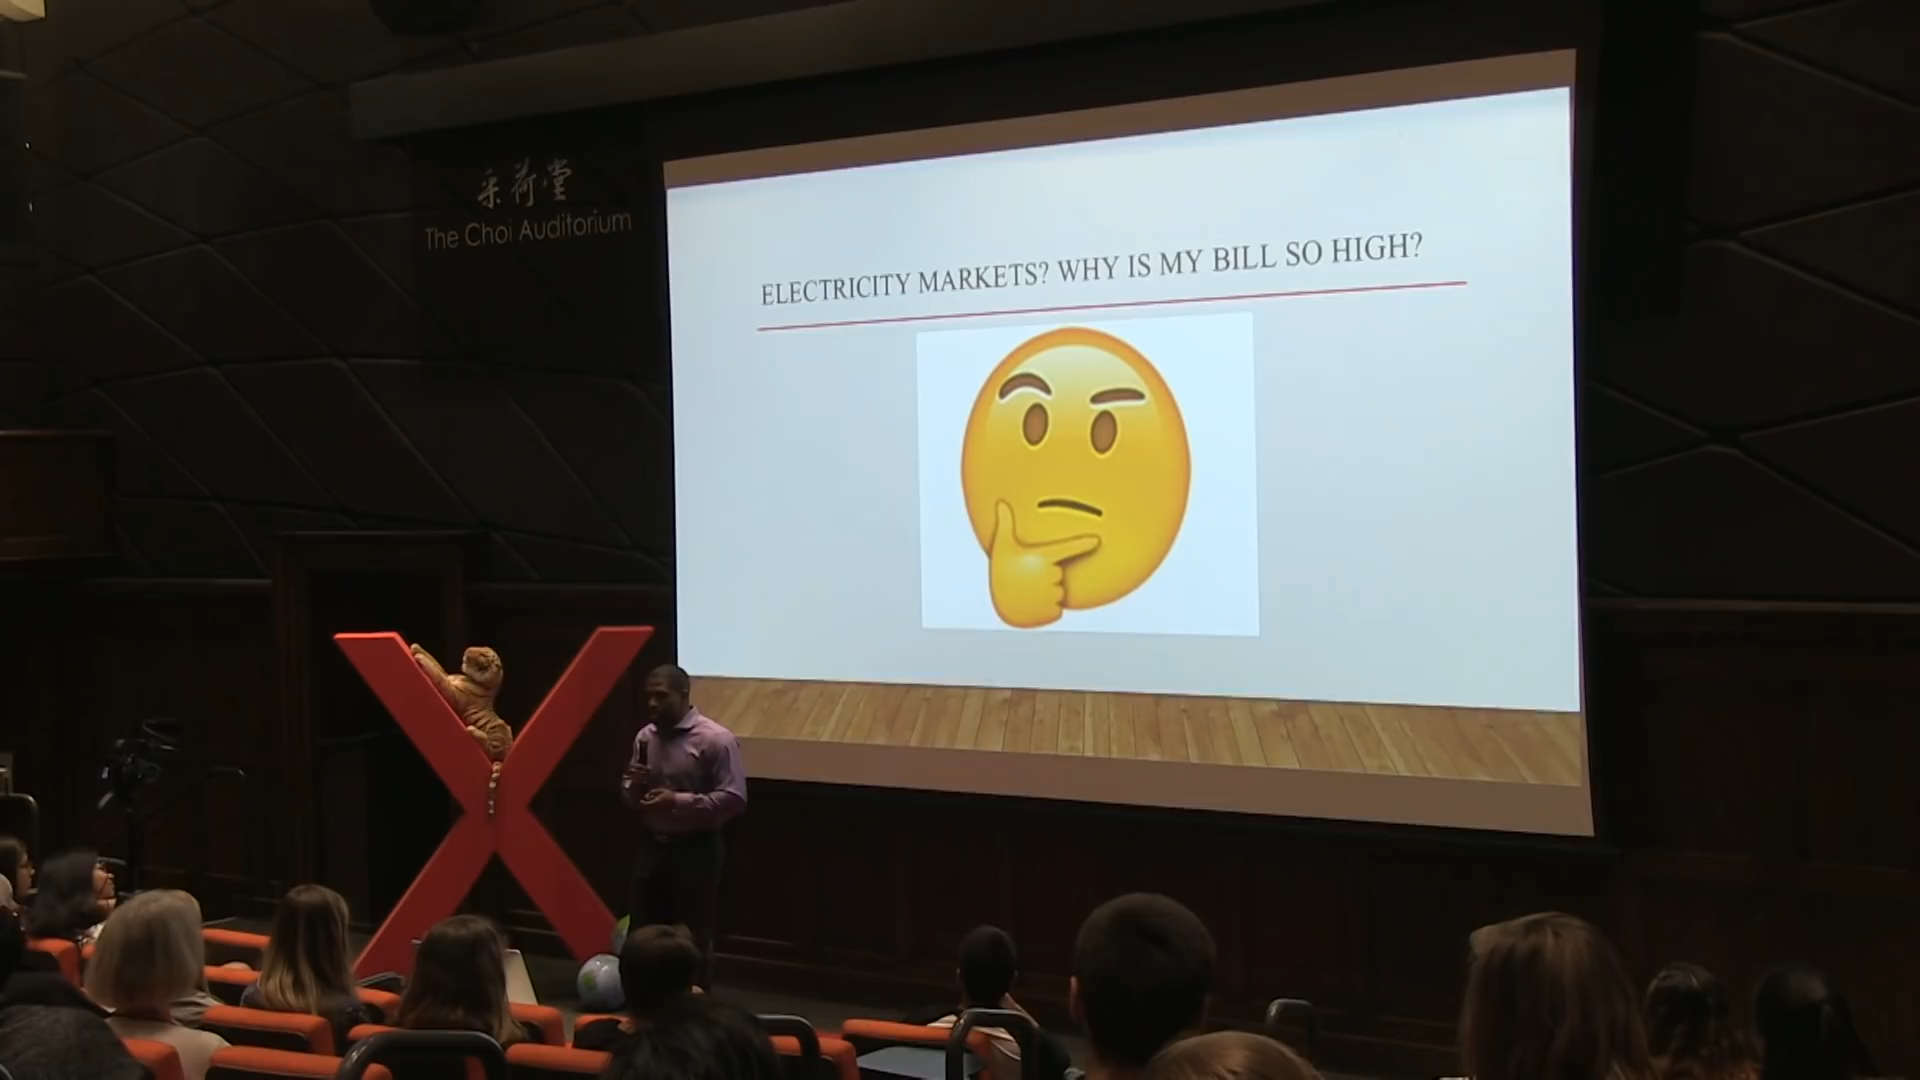 采荷堂
The Choi Auditorium
ELECTRICITY MARKETS? WHY IS MY BILL SO HIGH?
X